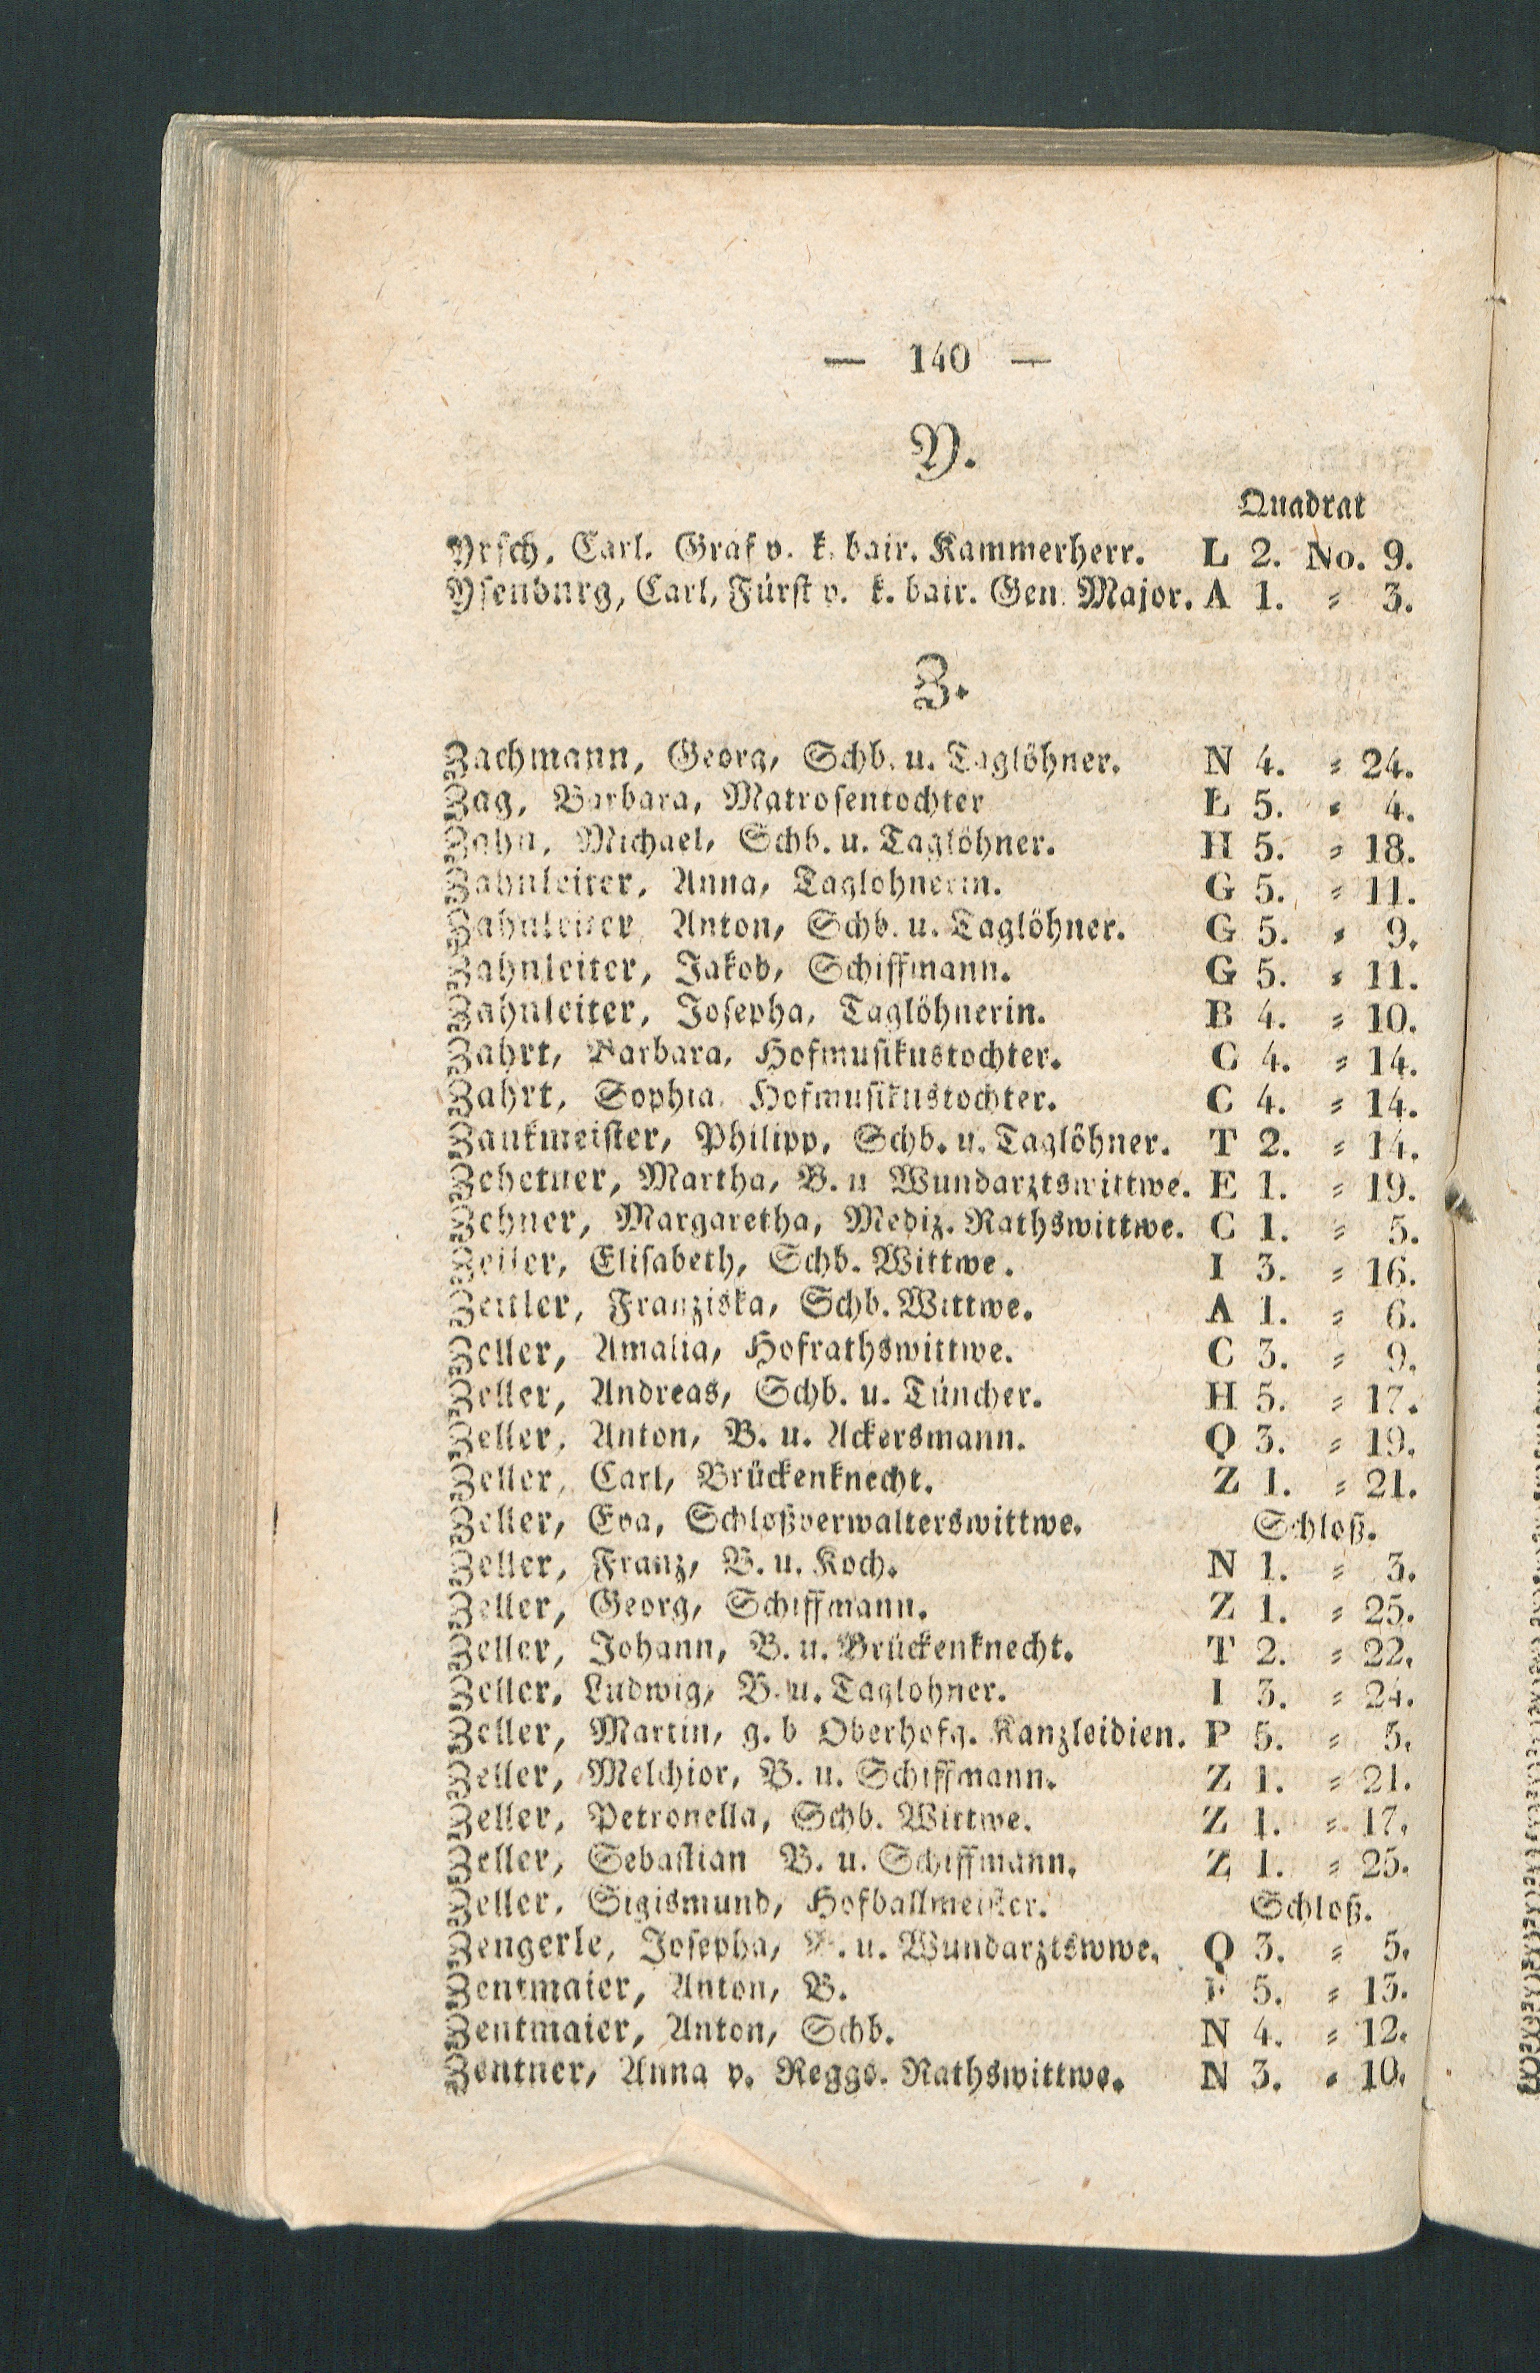 — 140 —
Y.
Quadrat
Yrsch, Carl, Graf v. k. bair. Kammerherr. L 2. No. 9.
Ysenburg, Carl, Fürst v. k. bair. Gen. Major. A 1. = 3.
Z.
Zachmann, Georg, Schb. u. Taglöhner. N 4. = 24.
Zag, Barbara, Matrosentochter L 5. = 4.
Zahn, Michael, Schb. u. Taglöhner. H 5. = 18.
Zahnleiter, Anna, Taglöhnerin. G 5. = 11.
Zahnleiter, Anton, Schb. u. Taglöhner. G 5. = 9.
Zahnleiter, Jakob, Schiffmann. G 5. = 11.
Zahnleiter, Josepha, Taglöhnerin. B 4. = 10.
Zahrt, Barbara, Hofmusikustochter. C 4. = 14.
Zahrt, Sophia, Hofmusikustochter. C 4. = 14.
Zankmeister, Philipp, Schb. u. Taglöhner. T 2. = 14.
Zehetner, Martha, B. u Wundarztswittwe. E 1. = 19.
Zehner, Margaretha, Mediz. Rathswittwe. C 1. = 5.
Elisabeth, Schb. Wittwe. I 3. = 16.
Zeitler, Franziska, Schb. Wittwe. A 1. = 6.
Zeller, Amalia, Hofrathswittwe. C 3. = 9.
Zeller, Andreas, Schb. u. Tüncher. H 5. = 17.
Zeller, Anton, B. u. Ackersmann. Q 3. = 19.
Zeller, Carl, Brückenknecht. Z 1. = 21.
Zeller, Eva, Schloßverwalterswittwe. Schloß.
Zeller, Franz, B. u. Koch. N 1. = 3.
Zeller, Georg, Schiffmann. Z 1. = 25.
Zeller, Johann, B. u. Brückenknecht. T 2. = 22.
Zeller, Ludwig, B. u. Taglöhner. I 3. = 24.
Zeller, Martin, g. b Oberhofg. Kanzleidien. P 5. = 5.
Zeller, Melchior, B. u. Schiffmann. Z 1. = 21.
Zeller, Petronella, Schb. Wittwe. Z 1. = 17.
Zeller, Sebastian B. u. Schiffmann. Z 1. = 25.
Zeller, Sigismund, Hofballmeister. Schloß.
Zengerle, Josepha, B. u. Wundarztswwe. Q 3. = 5.
Zentmaier, Anton, B. F 5. = 13.
Zentmaier, Anton, Schb. N 4. = 12.
Zentner, Anna v. Reggs. Rathswittwe. N 3. = 10.